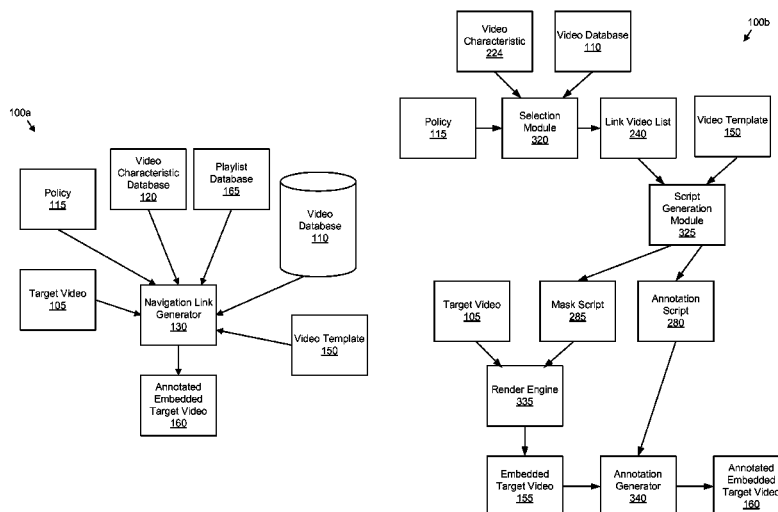 100a
Policy
115
Video
Characteristic
Database
120
Playlist
Database
165
Video
Database
110
Target Video
105
Navigation Link
Generator
130
Video Template
150
Annotated
Embedded
Target Video
160
100b
Video
Characteristic
224
Video Database
110
Policy
115
Selection
Module
320
Link Video List
240
Video Template
150
Script
Generation
Module
325
Target Video
105
Mask Script
285
Annotation
Script
280
Render Engine
335
Embedded
Target Video
155
Annotation
Generator
340
Annotated
Embedded
Target Video
160